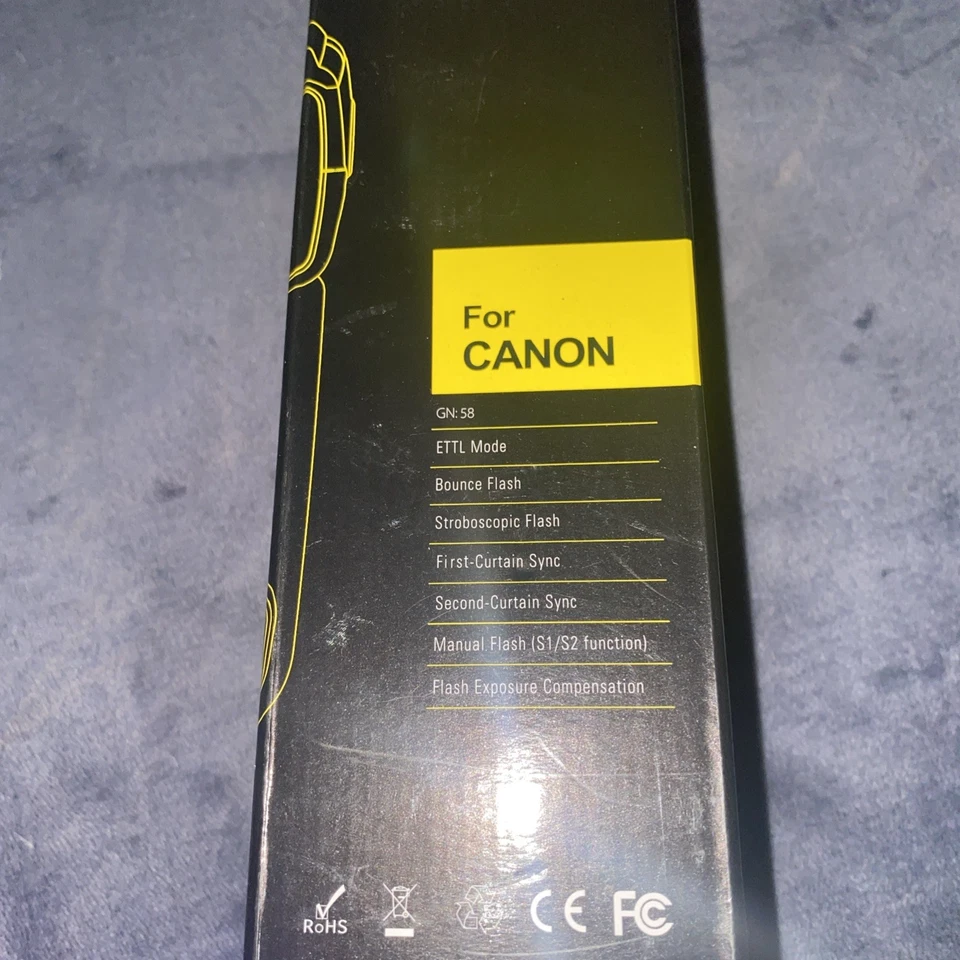 For
CANON
GN: 58
ETTL Mode
Bounce Flash
Stroboscopic Flash
First-Curtain Sync
Second-Curtain Sync
Manual Flash (S1/S2 function)
Flash Exposure Compensation
RoHS
CE
FC